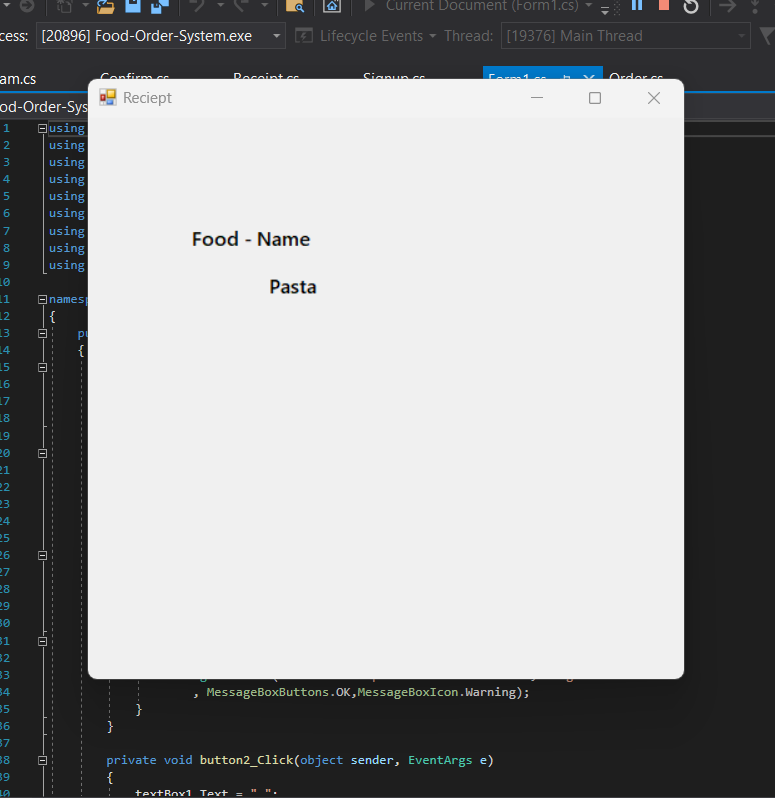 Current Document (Form1.cs)
cess: [20896] Food-Order-System.exe Lifecycle Events Thread: [19376] Main Thread
am.cs Confirm.cs Receipt.cs Signup.cs Form1.cs Order.cs
Reciept
od-Order-Sys
1 using
2 using
3 using
4 using
5 using
6 using
7 using
8 using
9 using
10
11 namesp
12 {
13 pu
14 {
15
16
17
18
19
20
21
22
23
24
25
26
27
28
29
30
31
32
33
34 , MessageBoxButtons.OK,MessageBoxIcon.Warning);
35 }
36 }
37
38 private void button2_Click(object sender, EventArgs e)
39 {
40 textBox1.Text = " ";
Food - Name
Pasta